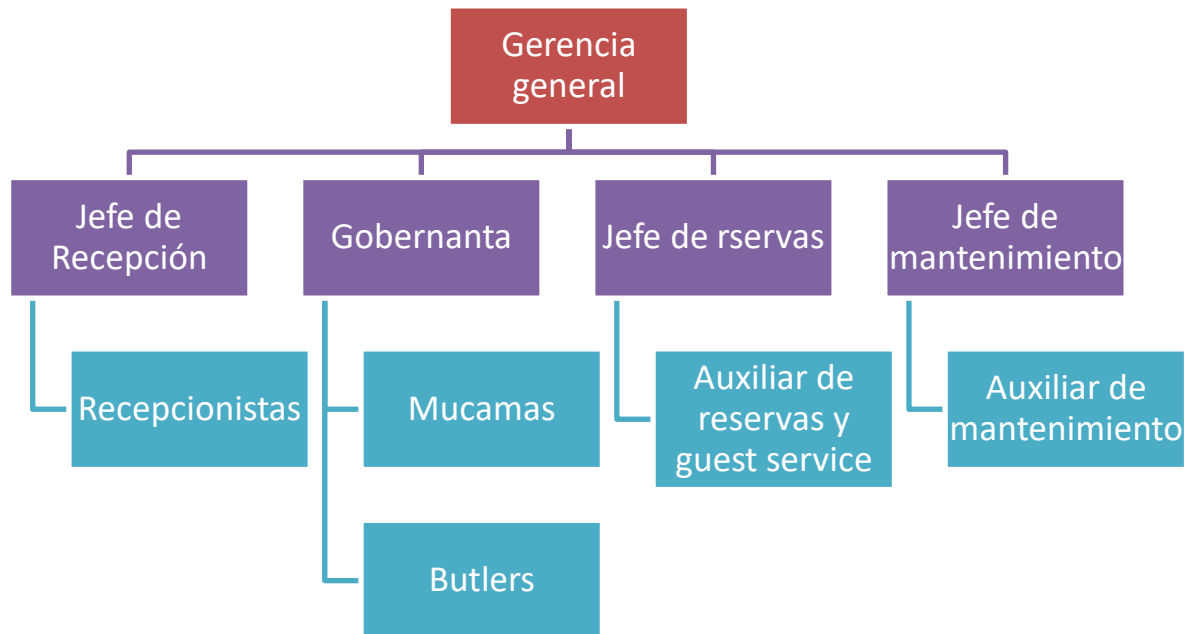 Gerencia
general
Jefe de
Recepción
Gobernanta
Jefe de rservas
Jefe de
mantenimiento
Recepcionistas
Mucamas
Auxiliar de
reservas y
guest service
Auxiliar de
mantenimiento
Butlers